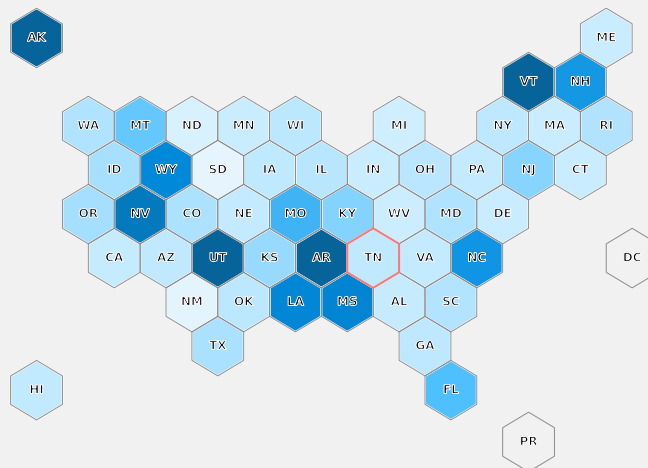 AK ME
VT NH
WA MT ND MN WI MI NY MA RI
ID WY SD IA IL IN OH PA NJ CT
OR NV CO NE MO KY WV MD DE
CA AZ UT KS AR TN VA NC DC
NM OK LA MS AL SC
TX GA
HI FL
PR